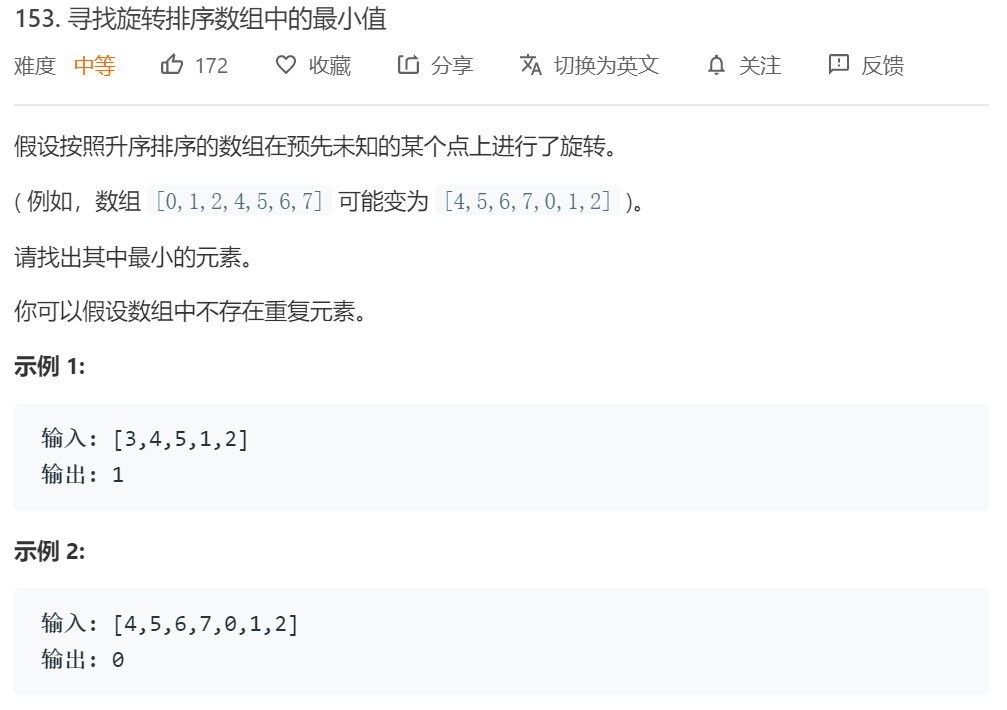 153. 寻找旋转排序数组中的最小值
难度 中等 172 收藏 分享 切换为英文 关注 反馈
假设按照升序排序的数组在预先未知的某个点上进行了旋转。
( 例如，数组 [0,1,2,4,5,6,7] 可能变为 [4,5,6,7,0,1,2] )。
请找出其中最小的元素。
你可以假设数组中不存在重复元素。
示例 1:
输入: [3,4,5,1,2]
输出: 1
示例 2:
输入: [4,5,6,7,0,1,2]
输出: 0